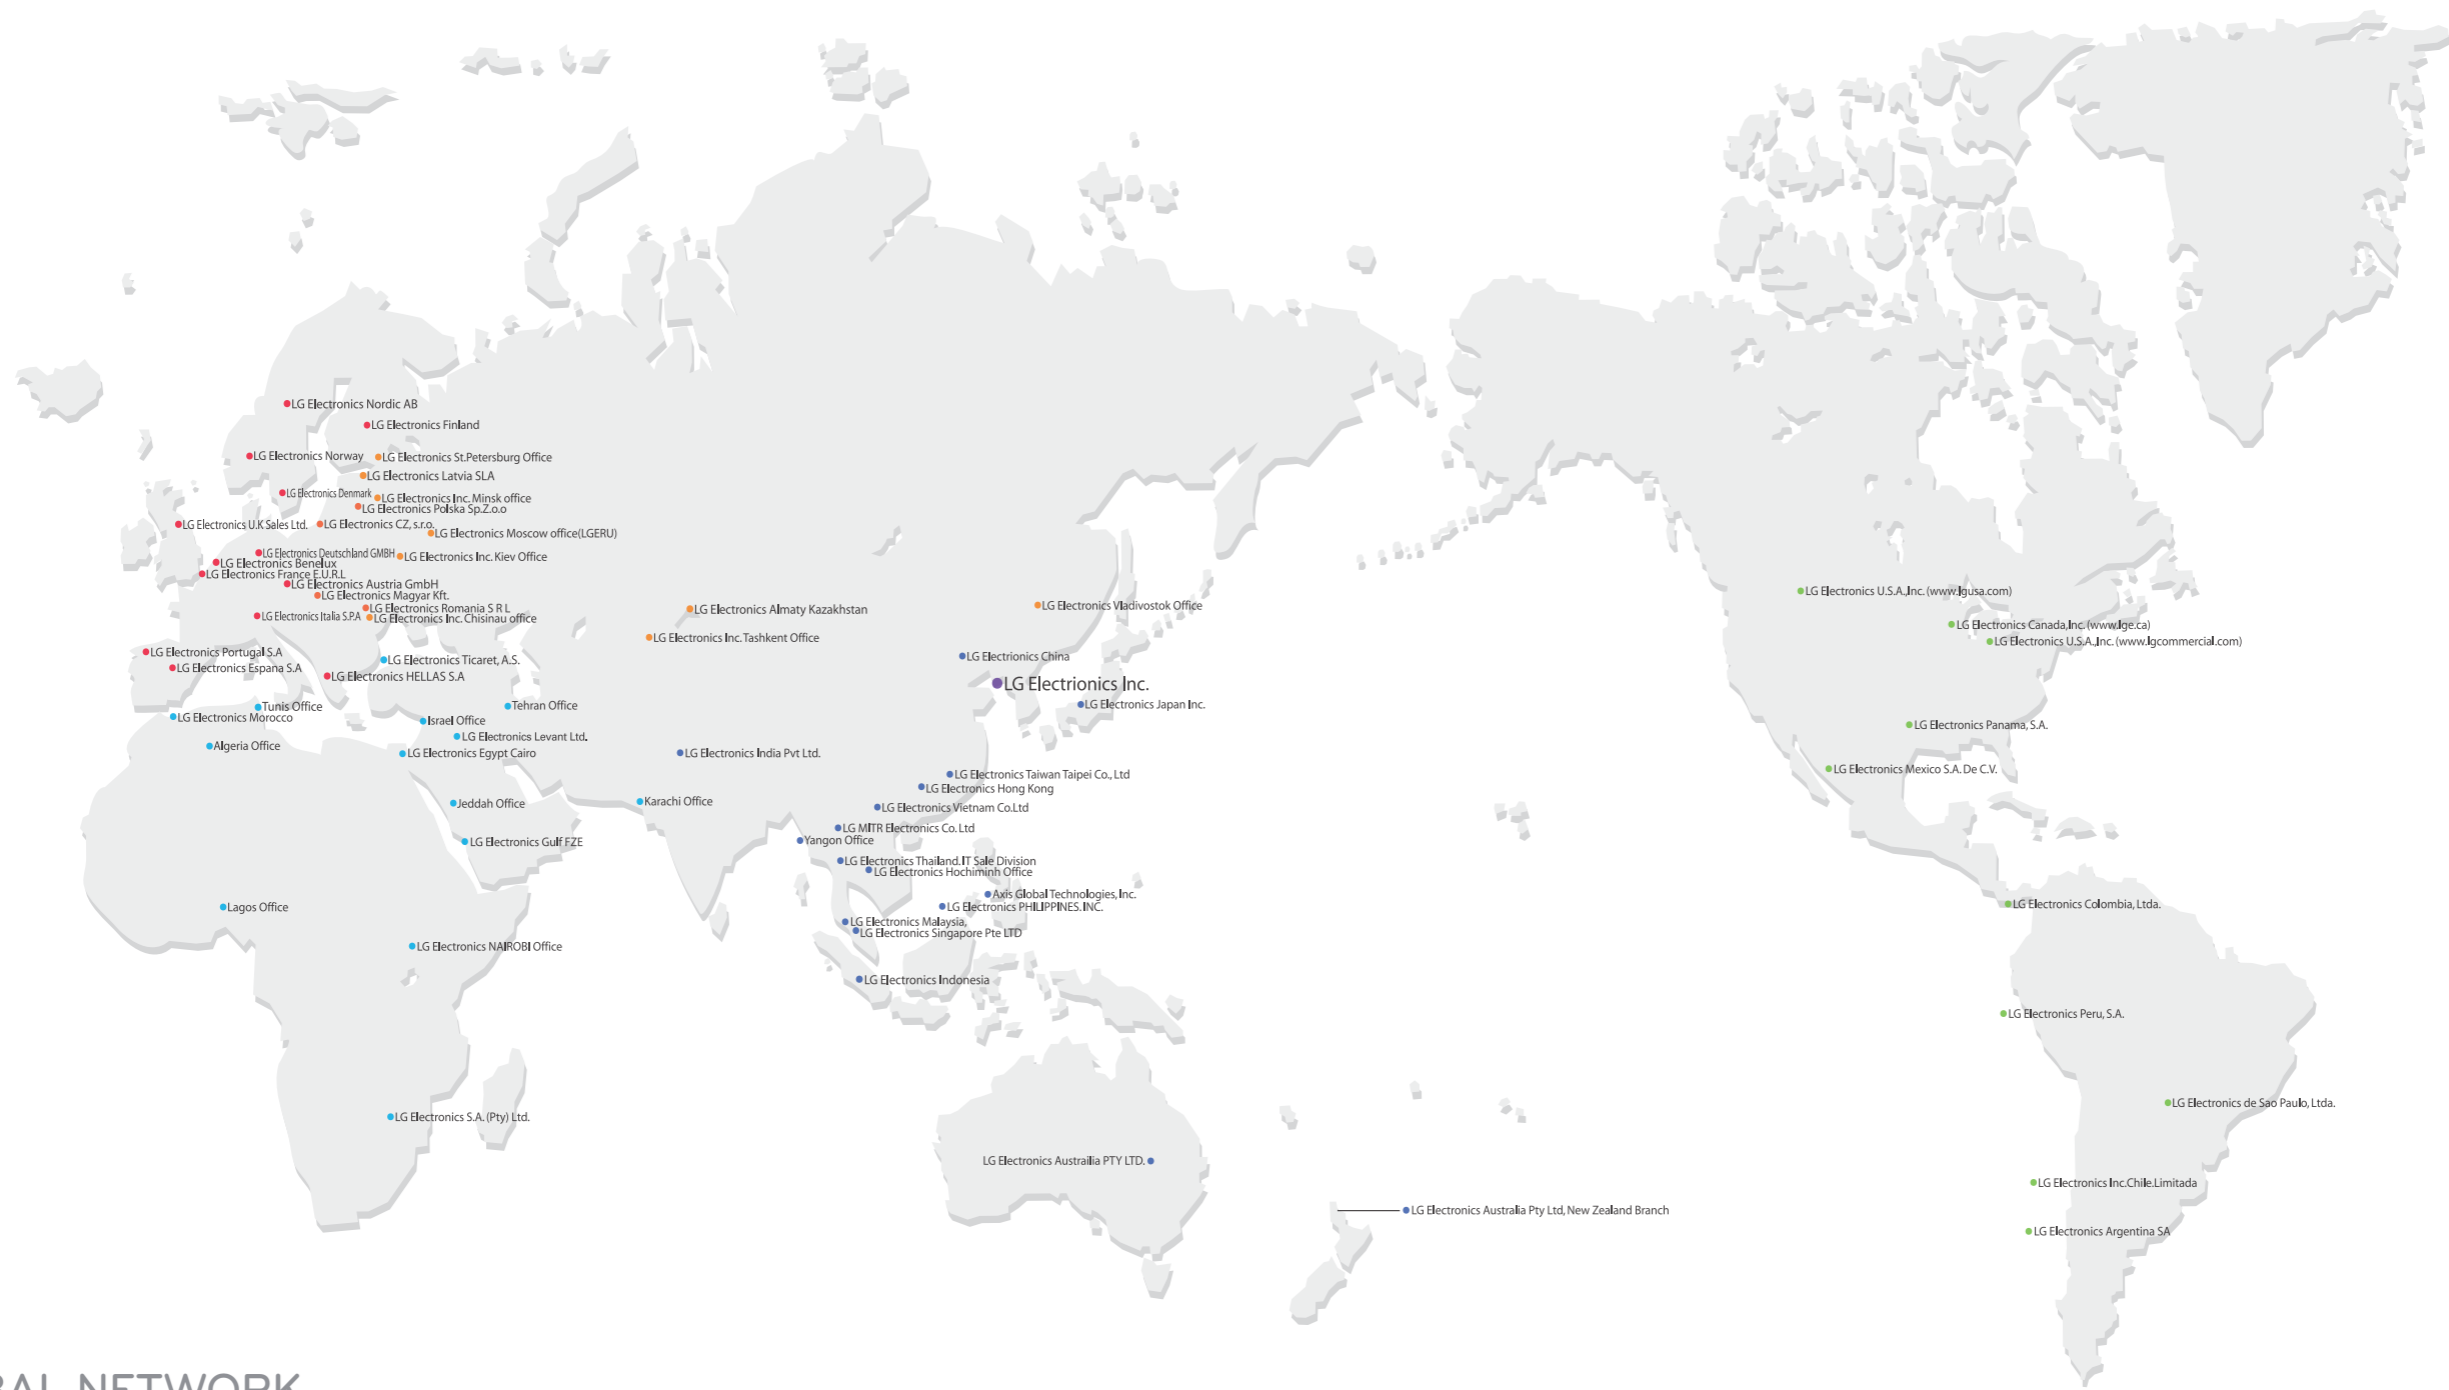 LG Electronics Nordic AB
LG Electronics Finland
LG Electronics Norway
LG Electronics St.Petersburg Office
LG Electronics Latvia SLA
LG Electronics Denmark
LG Electronics Inc. Minsk office
LG Electronics Polska Sp.Z.o.o
LG Electronics U.K Sales Ltd.
LG Electronics CZ, s.r.o.
LG Electronics Moscow office(LGERU)
LG Electronics Deutschland GMBH
LG Electronics Inc. Kiev Office
LG Electronics Benelux
LG Electronics France E.U.R.L
LG Electronics Austria GmbH
LG Electronics Magyar Kft.
LG Electronics Romania S R L
LG Electronics Italia S.P.A
LG Electronics Inc. Chisinau office
LG Electronics Almaty Kazakhstan
LG Electronics Vladivostok Office
LG Electronics Inc. Tashkent Office
LG Electronics Portugal S.A
LG Electronics Espana S.A
LG Electronics Ticaret, A.S.
LG Electronics HELLAS S.A
LG Electrionics China
LG Electrionics Inc.
LG Electronics Japan Inc.
Tunis Office
LG Electronics Morocco
Tehran Office
Israel Office
LG Electronics Levant Ltd.
Algeria Office
LG Electronics Egypt Cairo
LG Electronics India Pvt Ltd.
LG Electronics Taiwan Taipei Co., Ltd
LG Electronics Hong Kong
Jeddah Office
Karachi Office
LG Electronics Vietnam Co.Ltd
LG MITR Electronics Co. Ltd
Yangon Office
LG Electronics Gulf FZE
LG Electronics Thailand. IT Sale Division
LG Electronics Hochiminh Office
Axis Global Technologies, Inc.
LG Electronics PHILIPPINES. INC.
Lagos Office
LG Electronics Malaysia,
LG Electronics Singapore Pte LTD
LG Electronics NAIROBI Office
LG Electronics Indonesia
LG Electronics S.A. (Pty) Ltd.
LG Electronics Austrailia PTY LTD.
LG Electronics Australia Pty Ltd, New Zealand Branch
LG Electronics U.S.A., Inc. (www.lgusa.com)
LG Electronics Canada, Inc. (www.lge.ca)
LG Electronics U.S.A., Inc. (www.lgcommercial.com)
LG Electronics Panama, S.A.
LG Electronics Mexico S.A. De C.V.
LG Electronics Colombia, Ltda.
LG Electronics Peru, S.A.
LG Electronics de Sao Paulo, Ltda.
LG Electronics Inc.Chile.Limitada
LG Electronics Argentina SA
BAL NETWORK